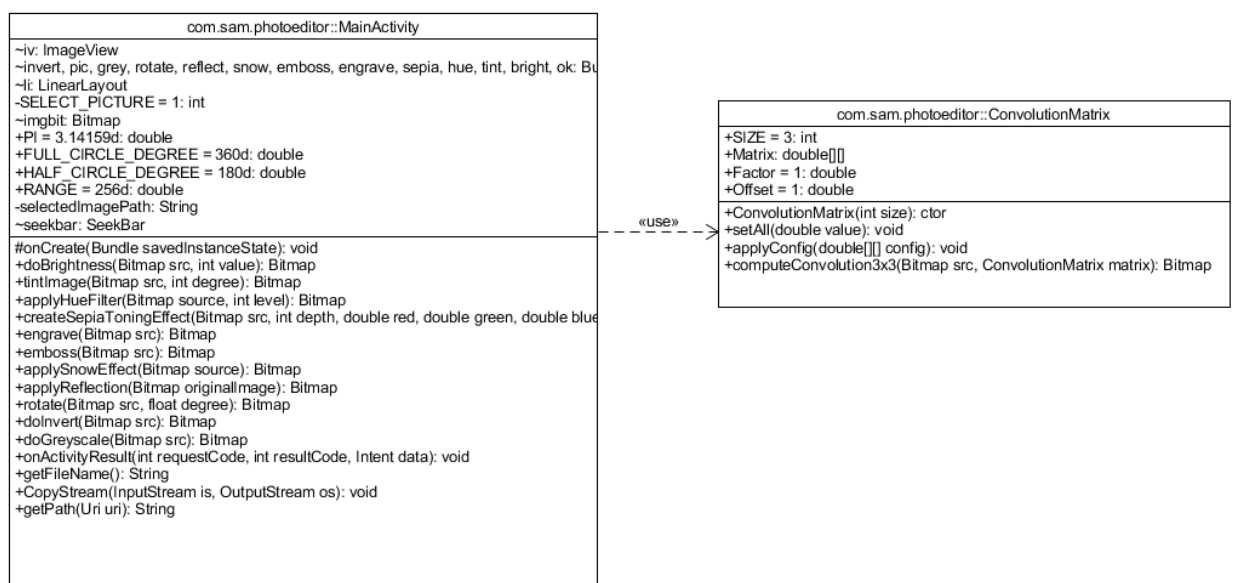 com.sam.photoeditor::MainActivity
~iv: ImageView
~invert, pic, grey, rotate, reflect, snow, emboss, engrave, sepia, hue, tint, bright, ok: Bu
~li: LinearLayout
-SELECT_PICTURE = 1: int
~imgbit: Bitmap
+PI = 3.14159d: double
+FULL_CIRCLE_DEGREE = 360d: double
+HALF_CIRCLE_DEGREE = 180d: double
+RANGE = 256d: double
-selectedImagePath: String
~seekbar: SeekBar
#onCreate(Bundle savedInstanceState): void
+doBrightness(Bitmap src, int value): Bitmap
+tintImage(Bitmap src, int degree): Bitmap
+applyHueFilter(Bitmap source, int level): Bitmap
+createSepiaToningEffect(Bitmap src, int depth, double red, double green, double blue
+engrave(Bitmap src): Bitmap
+emboss(Bitmap src): Bitmap
+applySnowEffect(Bitmap source): Bitmap
+applyReflection(Bitmap originalImage): Bitmap
+rotate(Bitmap src, float degree): Bitmap
+doInvert(Bitmap src): Bitmap
+doGreyscale(Bitmap src): Bitmap
+onActivityResult(int requestCode, int resultCode, Intent data): void
+getFileName(): String
+CopyStream(InputStream is, OutputStream os): void
+getPath(Uri uri): String
«use»
com.sam.photoeditor::ConvolutionMatrix
+SIZE = 3: int
+Matrix: double[][]
+Factor = 1: double
+Offset = 1: double
+ConvolutionMatrix(int size): ctor
+setAll(double value): void
+applyConfig(double[][] config): void
+computeConvolution3x3(Bitmap src, ConvolutionMatrix matrix): Bitmap